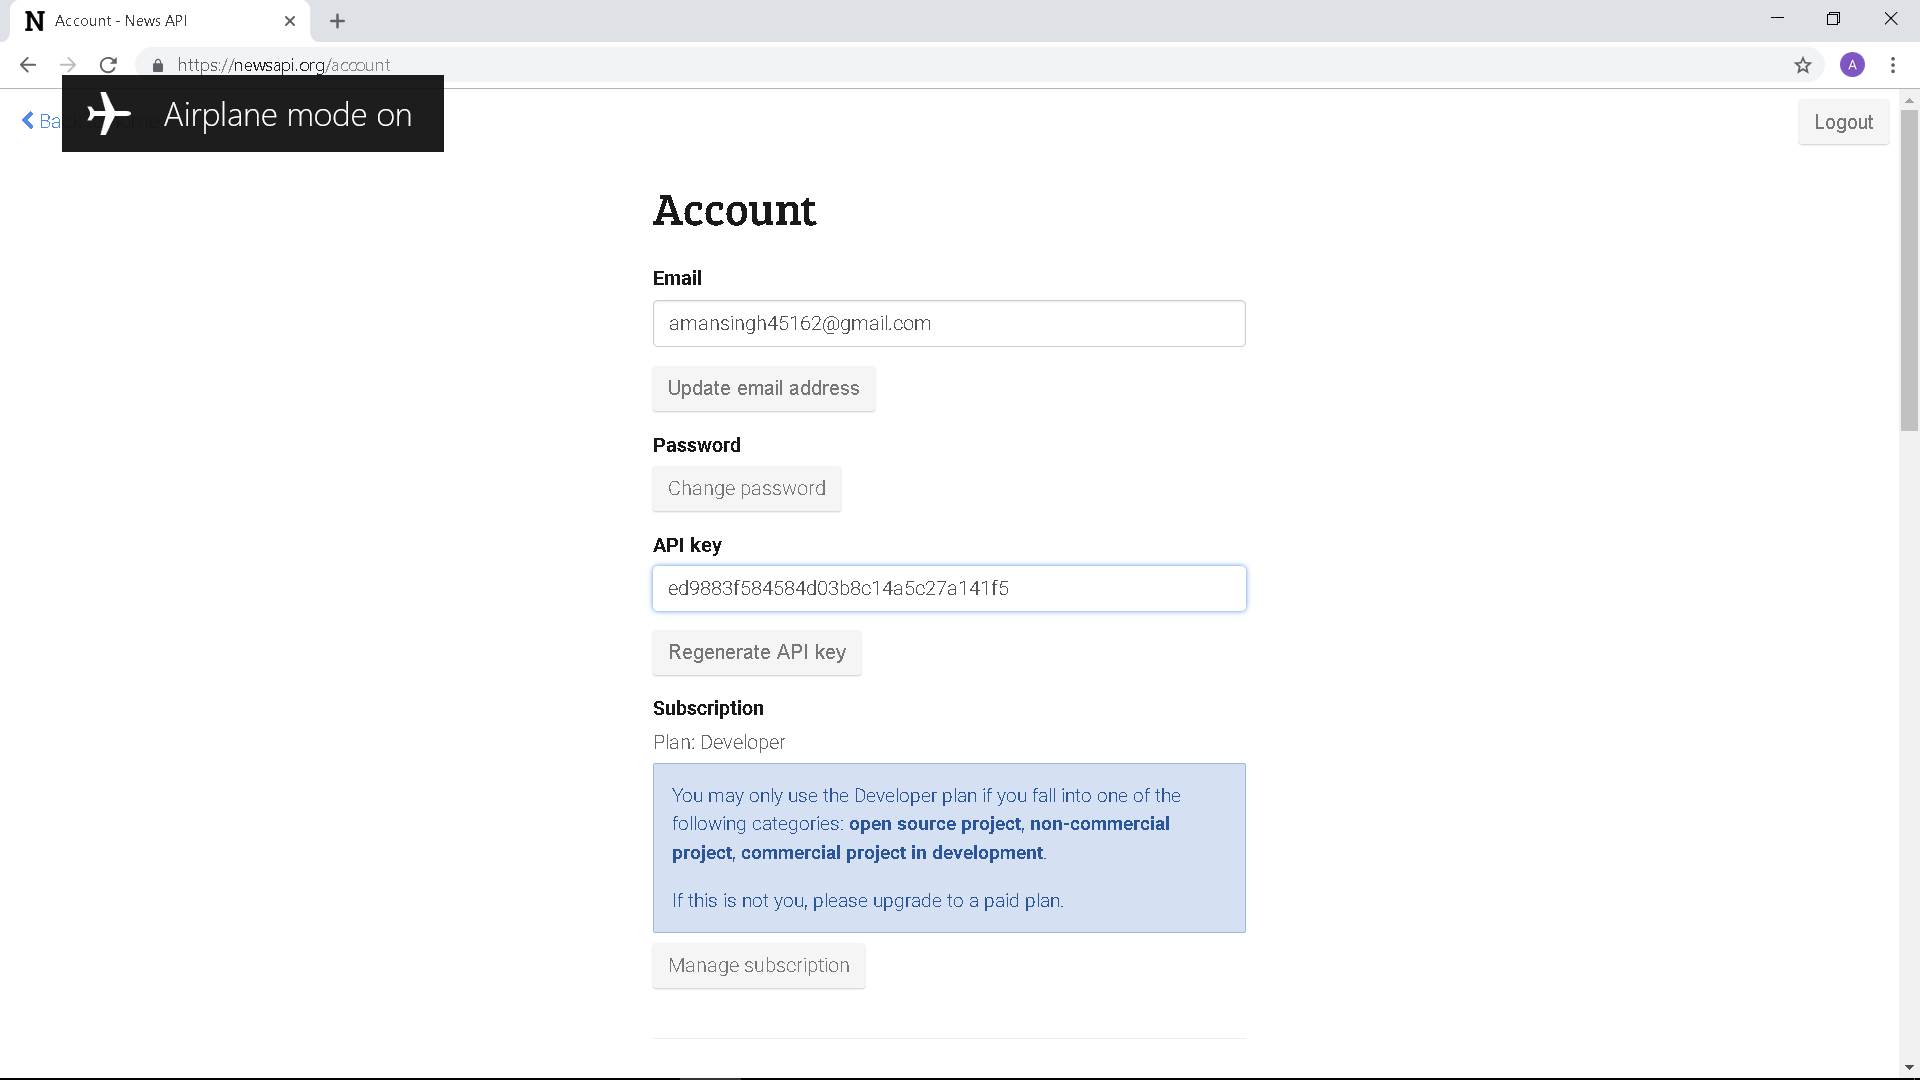 Account - News API
https://newsapi.org/account
A
Airplane mode on
Logout
Account
Email
amansingh45162@gmail.com
Update email address
Password
Change password
API key
ed9883f584584d03b8c14a5c27a141f5
Regenerate API key
Subscription
Plan: Developer
You may only use the Developer plan if you fall into one of the
following categories: open source project, non-commercial
project, commercial project in development.
If this is not you, please upgrade to a paid plan.
Manage subscription